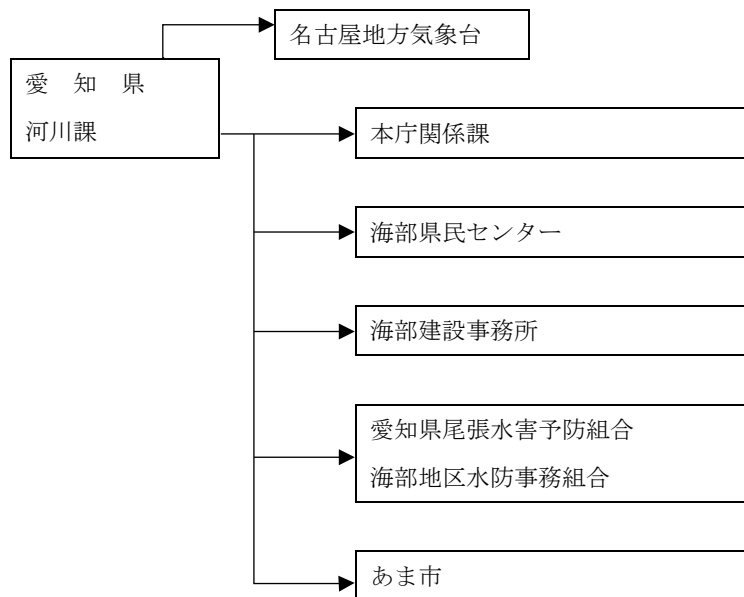 名古屋地方気象台
愛　知　県
河川課
本庁関係課
海部県民センター
海部建設事務所
愛知県尾張水害予防組合
海部地区水防事務組合
あま市